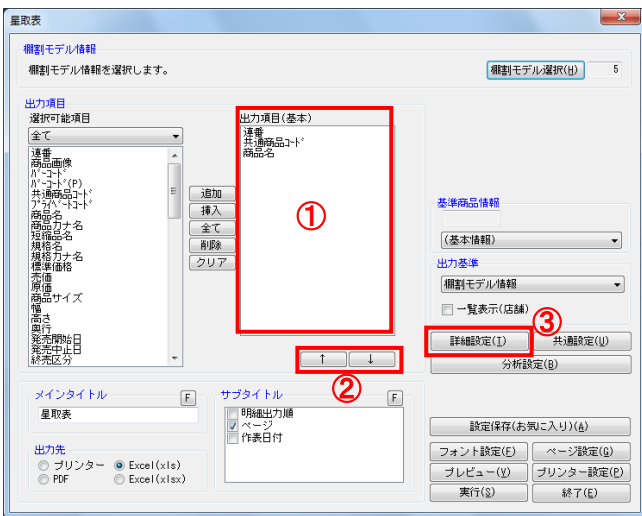 星取表
棚割モデル情報
棚割モデル情報を選択します。
棚割モデル選択(H)
5
出力項目
選択可能項目
全て
連番
商品画像
バーコード
バーコード(P)
共通商品コード
プライベートコード
商品名
商品カナ名
短縮品名
規格名
規格カナ名
標準価格
売価
原価
商品サイズ
幅
高さ
奥行
発売開始日
発売中止日
終売区分
追加
挿入
全て
削除
クリア
出力項目(基本)
連番
共通商品コード
商品名
①
↑
↓
②
基準商品情報
(基本情報)
出力基準
棚割モデル情報
一覧表示(店舗)
③
詳細設定(I)
共通設定(U)
分析設定(B)
メインタイトル
F
星取表
出力先
プリンター
Excel(xls)
PDF
Excel(xlsx)
サブタイトル
F
明細出力順
ページ
作表日付
設定保存(お気に入り)(A)
フォント設定(F)
ページ設定(G)
プレビュー(V)
プリンター設定(P)
実行(S)
終了(E)